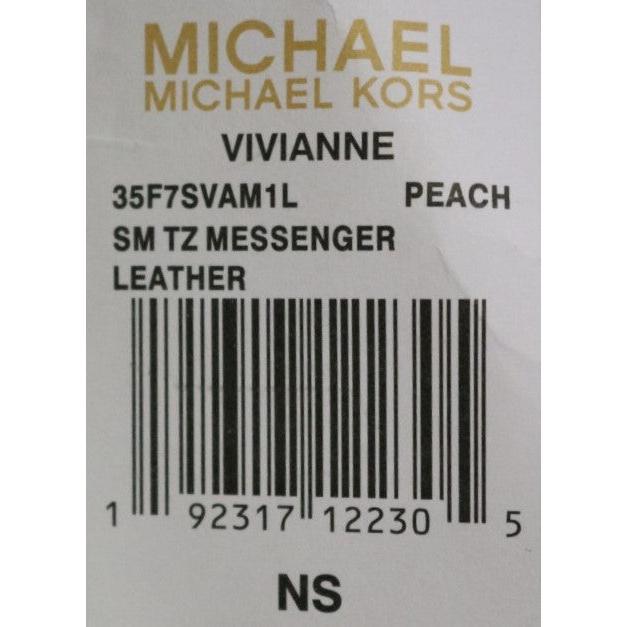 MICHAEL
MICHAEL KORS
VIVIANNE
35F7SVAM1L PEACH
SM TZ MESSENGER
LEATHER
1 92317 12230 5
NS